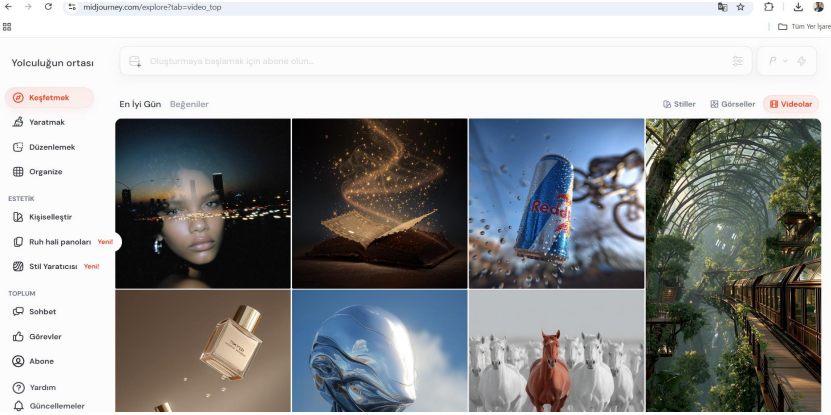 midjourney.com/explore?tab=video_top
Tüm Yer İşare
Yolculuğun ortası
Oluşturmaya başlamak için abone olun...
P
Keşfetmek
En İyi Gün Beğeniler
Stiller Görseller Videolar
Yaratmak
Düzenlemek
Organize
ESTETİK
Kişiselleştir
Ruh hali panoları Yeni!
Stil Yaratıcısı Yeni!
TOPLUM
Sohbet
Görevler
Abone
Yardım
Güncellemeler